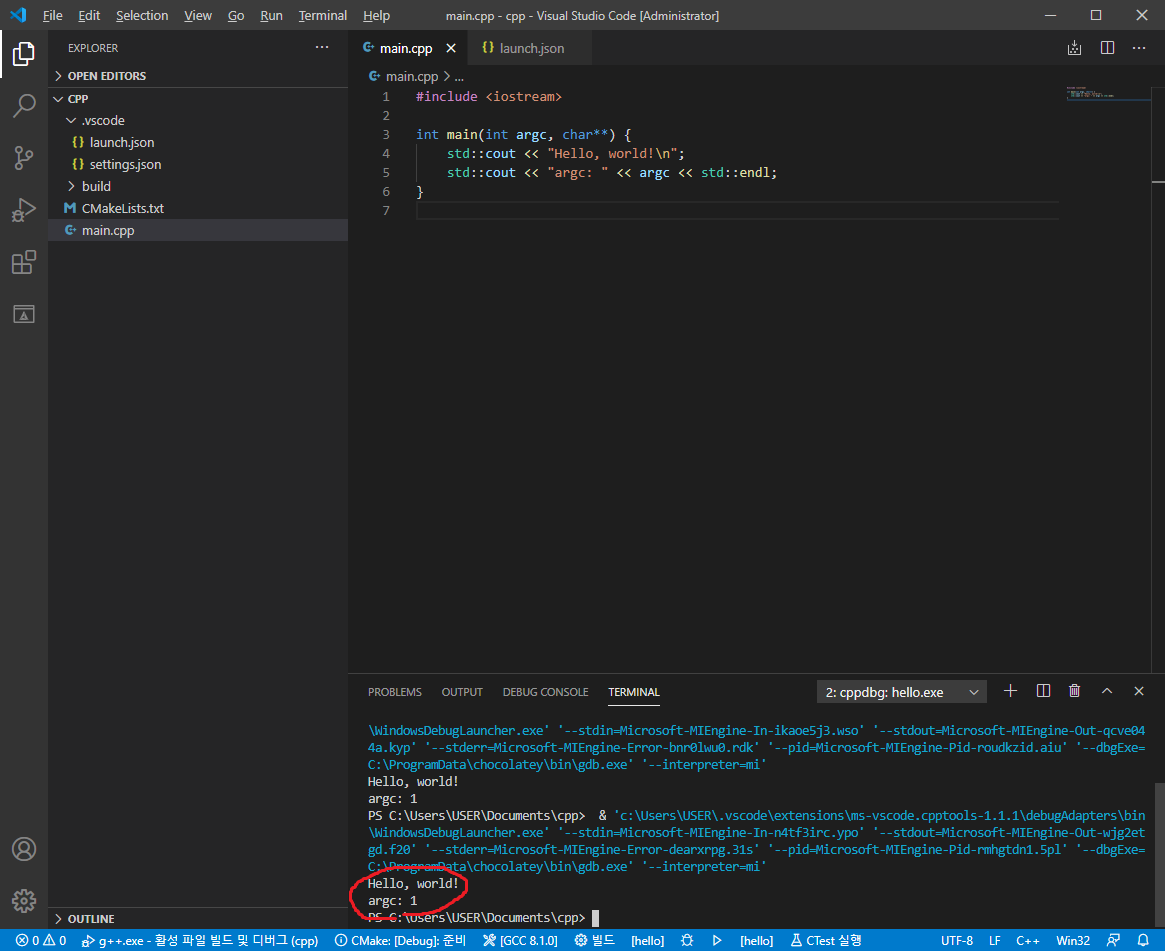 File Edit Selection View Go Run Terminal Help main.cpp - cpp - Visual Studio Code [Administrator]
EXPLORER
OPEN EDITORS
CPP
.vscode
launch.json
settings.json
build
CMakeLists.txt
main.cpp
OUTLINE
main.cpp launch.json
main.cpp > ...
1 #include <iostream>
2
3 int main(int argc, char**) {
4 std::cout << "Hello, world!\n";
5 std::cout << "argc: " << argc << std::endl;
6 }
7
PROBLEMS OUTPUT DEBUG CONSOLE TERMINAL 2: cppdbg: hello.exe
\WindowsDebugLauncher.exe' '--stdin=Microsoft-MIEngine-In-ikaoe5j3.wso' '--stdout=Microsoft-MIEngine-Out-qcve04
4a.kyp' '--stderr=Microsoft-MIEngine-Error-bnr0lwu0.rdk' '--pid=Microsoft-MIEngine-Pid-roudkzid.aiu' '--dbgExe=
C:\ProgramData\chocolatey\bin\gdb.exe' '--interpreter=mi'
Hello, world!
argc: 1
PS C:\Users\USER\Documents\cpp> & 'c:\Users\USER\.vscode\extensions\ms-vscode.cpptools-1.1.1\debugAdapters\bin
\WindowsDebugLauncher.exe' '--stdin=Microsoft-MIEngine-In-n4tf3irc.ypo' '--stdout=Microsoft-MIEngine-Out-wjg2et
gd.f20' '--stderr=Microsoft-MIEngine-Error-dearxrpg.31s' '--pid=Microsoft-MIEngine-Pid-rmhgtdn1.5pl' '--dbgExe=
C:\ProgramData\chocolatey\bin\gdb.exe' '--interpreter=mi'
Hello, world!
argc: 1
PS C:\Users\USER\Documents\cpp>
0 0 g++.exe - 활성 파일 빌드 및 디버그 (cpp) CMake: [Debug]: 준비 [GCC 8.1.0] 빌드 [hello] [hello] CTest 실행 UTF-8 LF C++ Win32